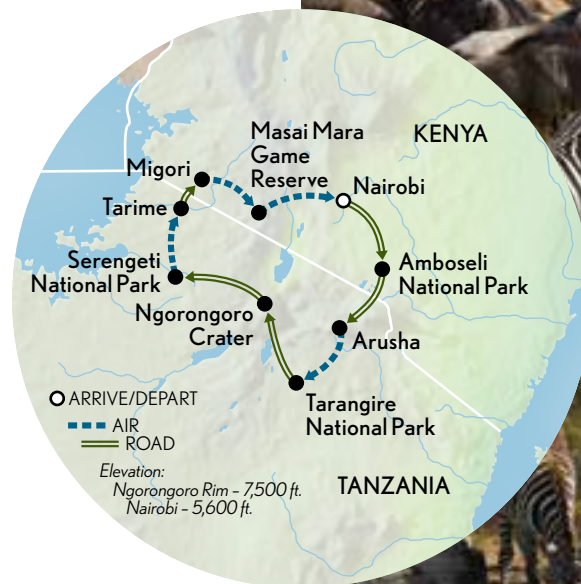 KENYA
Masai Mara
Game
Reserve
Migori
Nairobi
Tarime
Serengeti
National Park
Amboseli
National Park
Ngorongoro
Crater
Arusha
Tarangire
National Park
ARRIVE/DEPART
AIR
ROAD
Elevation:
Ngorongoro Rim – 7,500 ft.
Nairobi – 5,600 ft.
TANZANIA